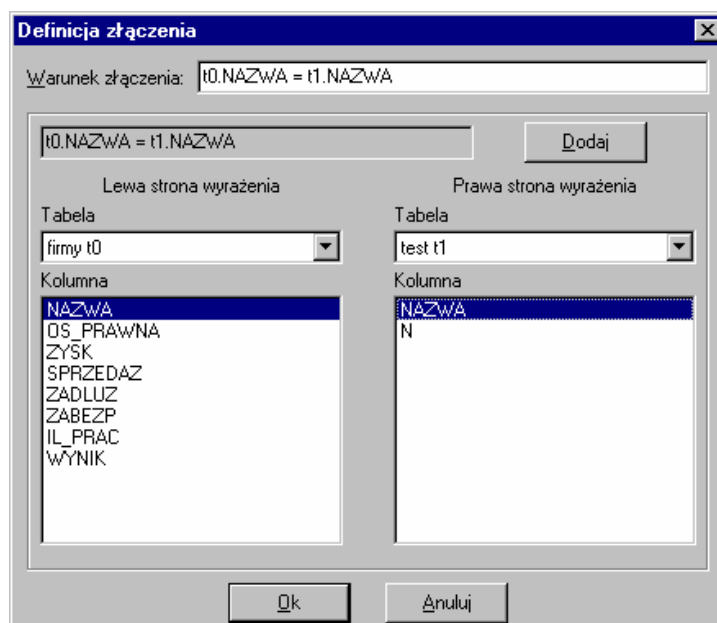 Definicja złączenia
Warunek złączenia: t0.NAZWA = t1.NAZWA
t0.NAZWA = t1.NAZWA Dodaj
Lewa strona wyrażenia Prawa strona wyrażenia
Tabela Tabela
firmy t0 test t1
Kolumna Kolumna
NAZWA NAZWA
OS_PRAWNA N
ZYSK
SPRZEDAZ
ZADLUZ
ZABEZP
IL_PRAC
WYNIK
Ok Anuluj